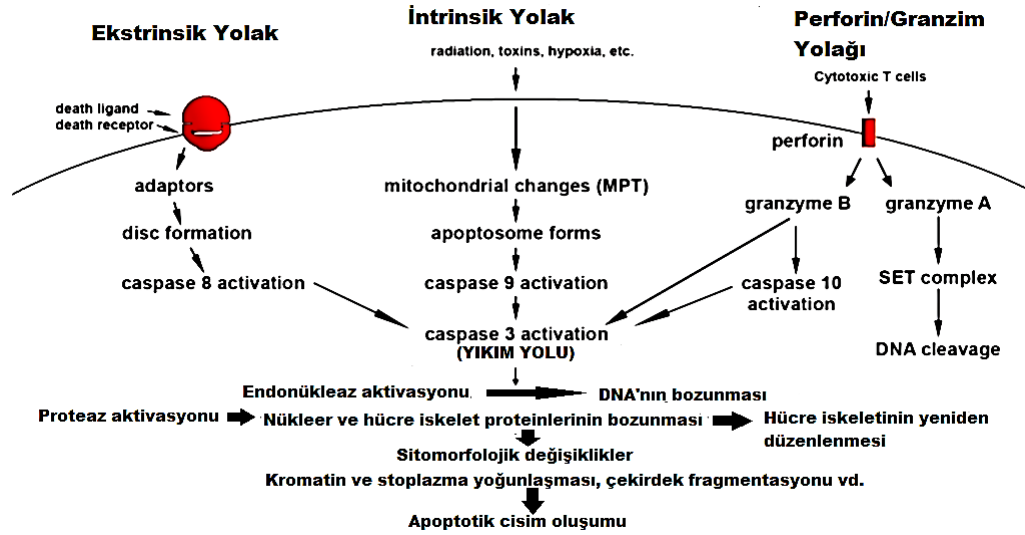 Ekstrinsik Yolak
death ligand
death receptor
adaptors
disc formation
caspase 8 activation
İntrinsik Yolak
radiation, toxins, hypoxia, etc.
mitochondrial changes (MPT)
apoptosome forms
caspase 9 activation
Perforin/Granzim
Yolağı
Cytotoxic T cells
perforin
granzyme B
granzyme A
caspase 10
activation
SET complex
DNA cleavage
caspase 3 activation
(YIKIM YOLU)
Endonükleaz aktivasyonu
DNA'nın bozunması
Proteaz aktivasyonu
Nükleer ve hücre iskelet proteinlerinin bozunması
Hücre iskeletinin yeniden
düzenlenmesi
Sitomorfolojik değişiklikler
Kromatin ve stoplazma yoğunlaşması, çekirdek fragmentasyonu vd.
Apoptotik cisim oluşumu